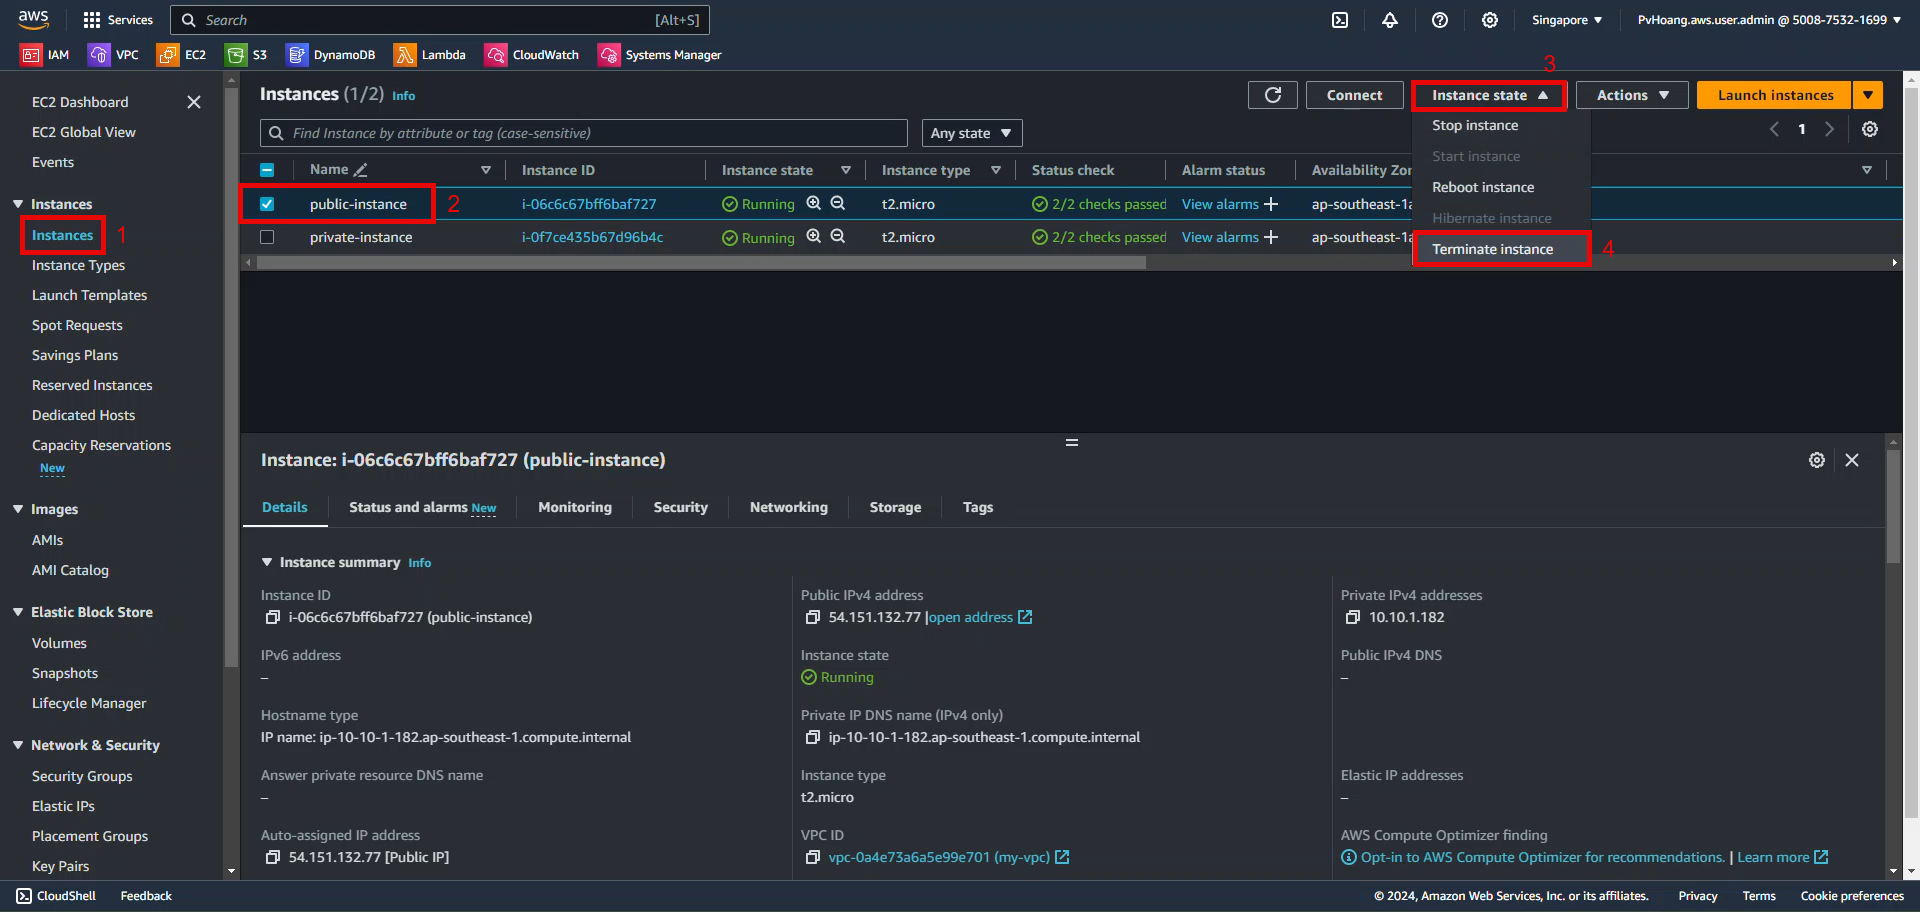 aws
Services
Search
[Alt+S]
Singapore
PvHoang.aws.user.admin @ 5008-7532-1699
IAM
VPC
EC2
S3
DynamoDB
Lambda
CloudWatch
Systems Manager
EC2 Dashboard
EC2 Global View
Events
Instances
Instances
1
Instance Types
Launch Templates
Spot Requests
Savings Plans
Reserved Instances
Dedicated Hosts
Capacity Reservations
New
Images
AMIs
AMI Catalog
Elastic Block Store
Volumes
Snapshots
Lifecycle Manager
Network & Security
Security Groups
Elastic IPs
Placement Groups
Key Pairs
Instances (1/2) Info
Connect
3
Instance state
Actions
Launch instances
Find Instance by attribute or tag (case-sensitive)
Any state
1
Stop instance
Start instance
Reboot instance
Hibernate instance
Terminate instance
4
Name
Instance ID
Instance state
Instance type
Status check
Alarm status
Availability Zon
public-instance
2
i-06c6c67bff6baf727
Running
t2.micro
2/2 checks passed
View alarms
ap-southeast-1a
private-instance
i-0f7ce435b67d96b4c
Running
t2.micro
2/2 checks passed
View alarms
ap-southeast-1a
Instance: i-06c6c67bff6baf727 (public-instance)
Details
Status and alarms New
Monitoring
Security
Networking
Storage
Tags
Instance summary Info
Instance ID
i-06c6c67bff6baf727 (public-instance)
Public IPv4 address
54.151.132.77 |open address
Private IPv4 addresses
10.10.1.182
IPv6 address
–
Instance state
Running
Public IPv4 DNS
–
Hostname type
IP name: ip-10-10-1-182.ap-southeast-1.compute.internal
Private IP DNS name (IPv4 only)
ip-10-10-1-182.ap-southeast-1.compute.internal
Answer private resource DNS name
–
Instance type
t2.micro
Elastic IP addresses
–
Auto-assigned IP address
54.151.132.77 [Public IP]
VPC ID
vpc-0a4e73a6a5e99e701 (my-vpc)
AWS Compute Optimizer finding
Opt-in to AWS Compute Optimizer for recommendations. | Learn more
CloudShell
Feedback
© 2024, Amazon Web Services, Inc. or its affiliates.
Privacy
Terms
Cookie preferences